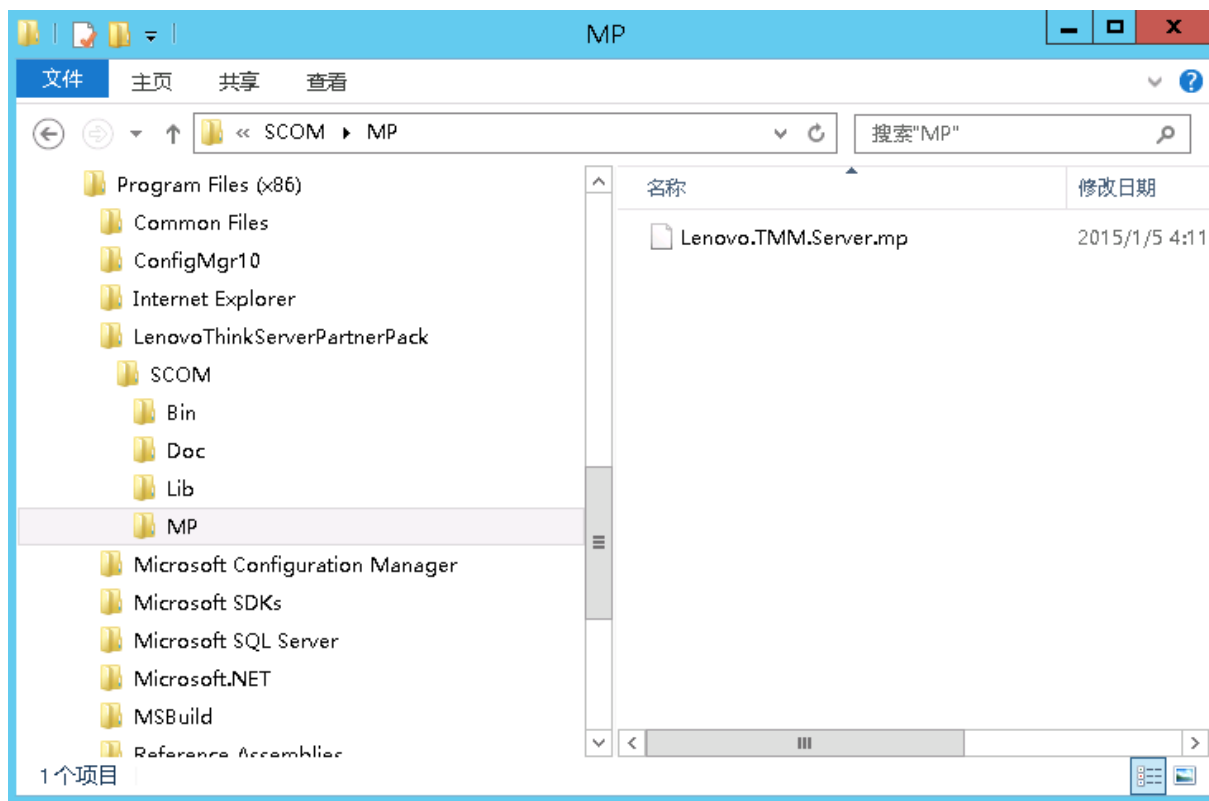 MP
文件 主页 共享 查看
« SCOM MP
搜索"MP"
Program Files (x86)
Common Files
ConfigMgr10
Internet Explorer
LenovoThinkServerPartnerPack
SCOM
Bin
Doc
Lib
MP
Microsoft Configuration Manager
Microsoft SDKs
Microsoft SQL Server
Microsoft.NET
MSBuild
Reference Assemblies
名称 修改日期
Lenovo.TMM.Server.mp 2015/1/5 4:11
1个项目